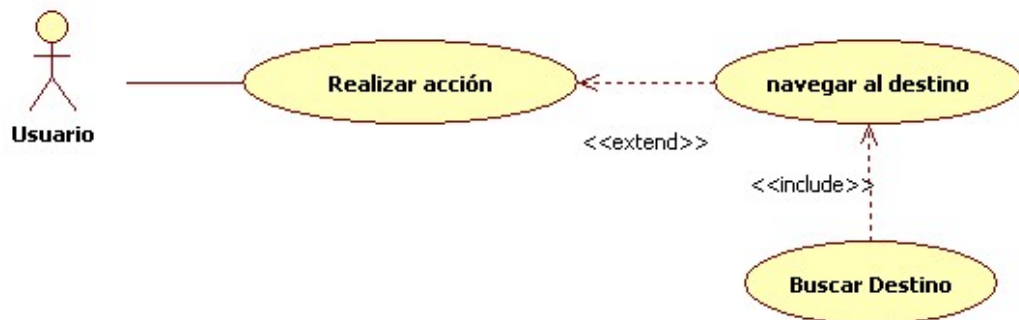 Realizar acción
navegar al destino
Usuario
<<extend>>
<<include>>
Buscar Destino